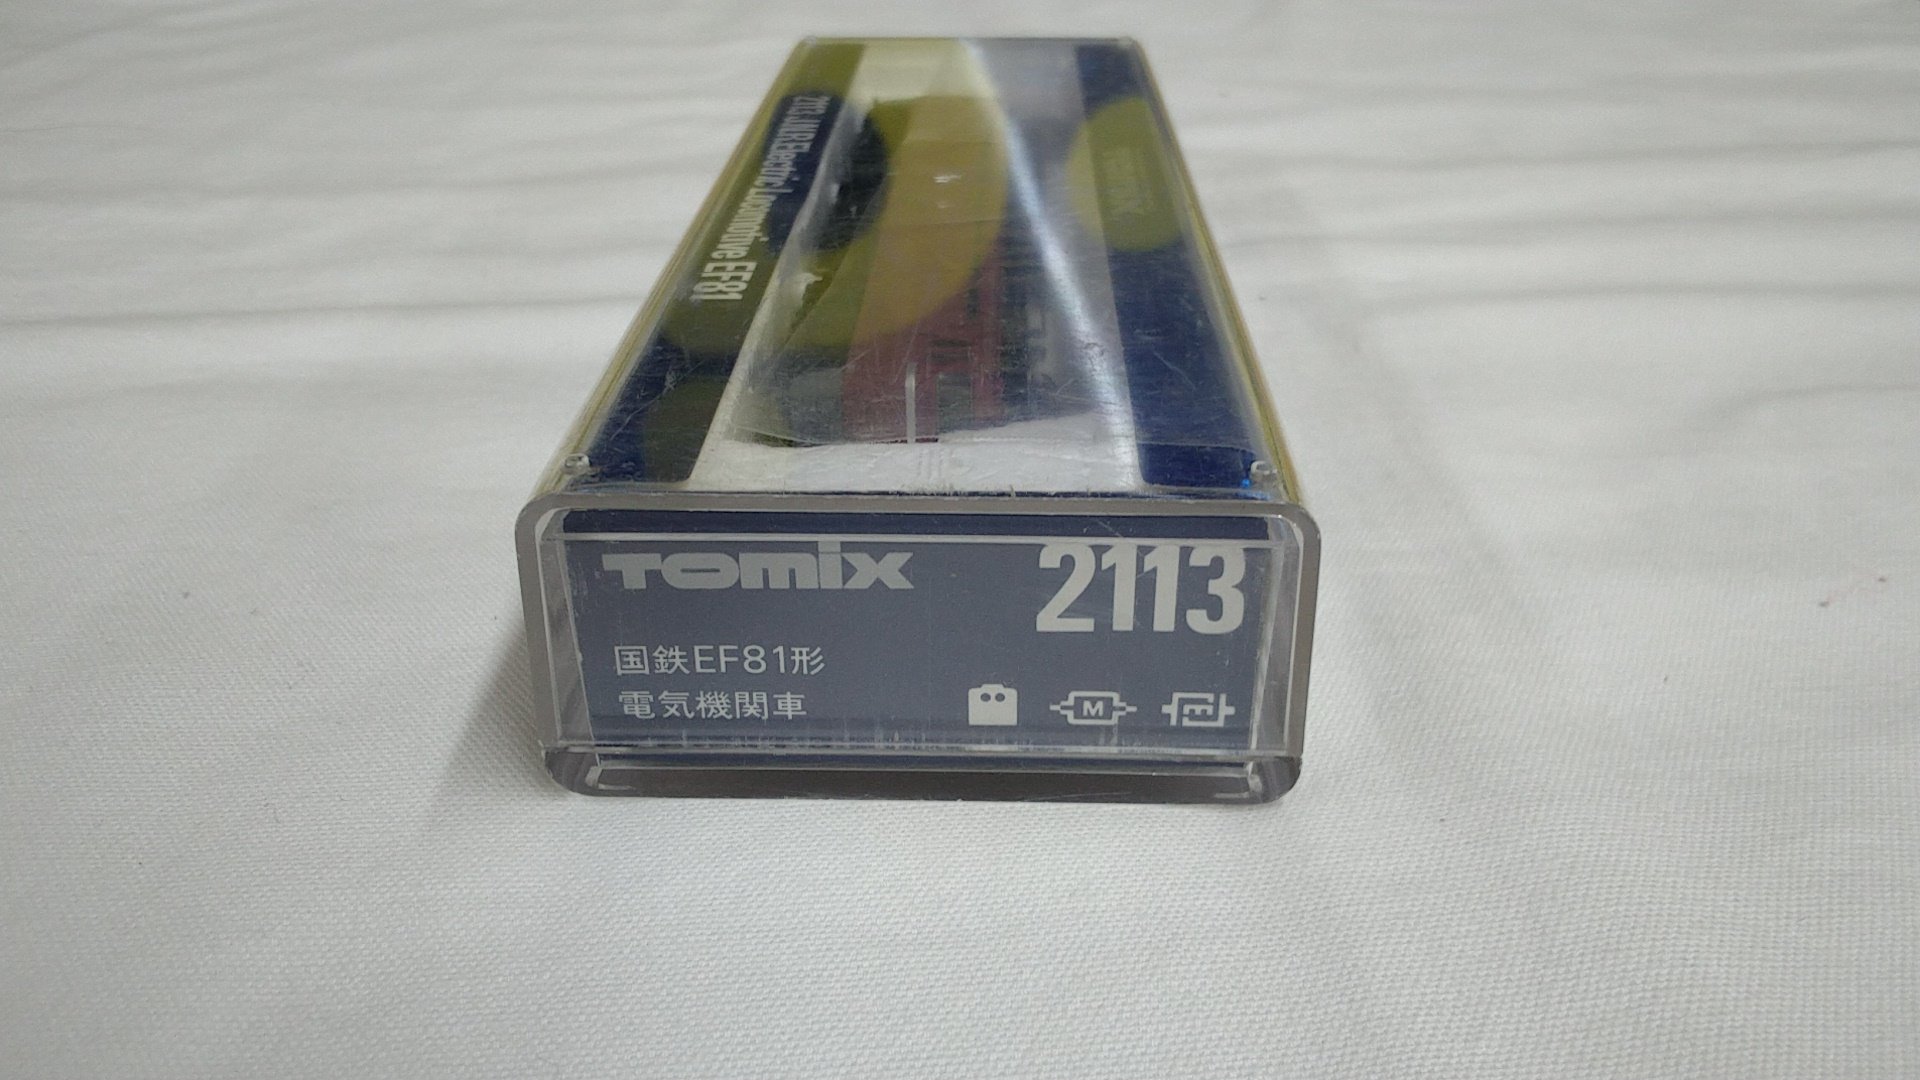 2113 JNR Electric Locomotive EF81
TOMIX
TOMIX
2113
国鉄EF81形
電気機関車
M
E